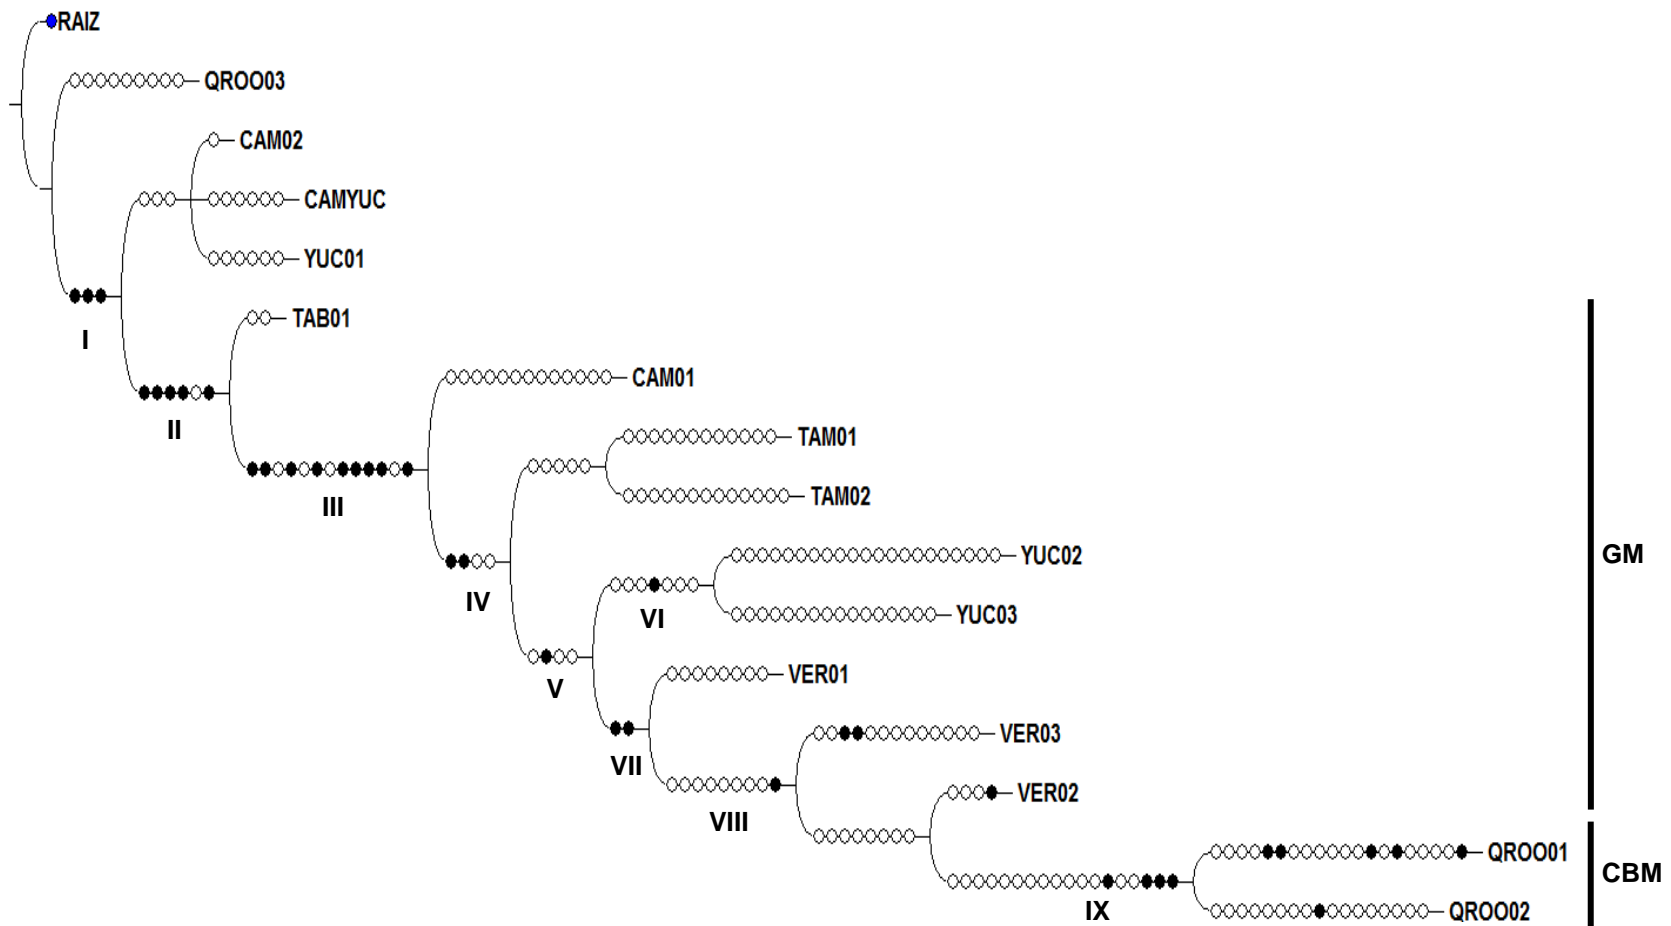 RAIZ
QROO03
CAM02
CAMYUC
YUC01
I
TAB01
II
CAM01
TAM01
III
TAM02
GM
YUC02
IV
VI
YUC03
V
VER01
VII
VER03
VIII
VER02
QROO01
CBM
IX
QROO02